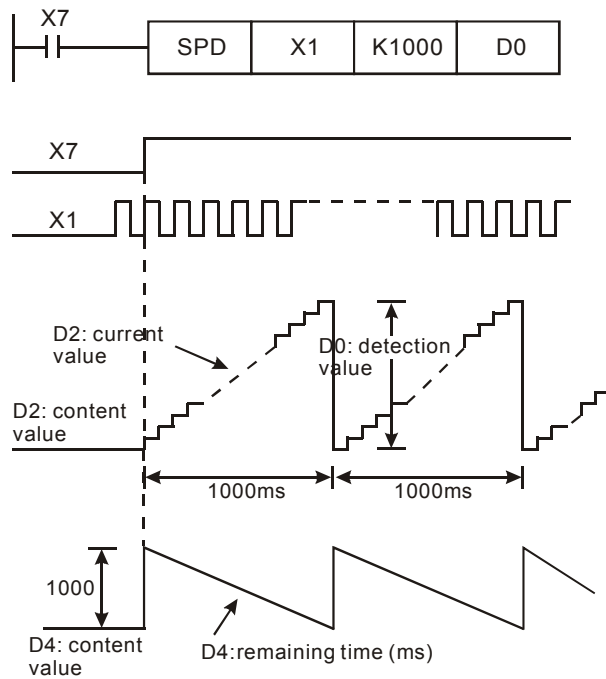 X7
SPD X1 K1000 D0
X7
X1
D2: current
value
D0: detection
value
D2: content
value
1000ms 1000ms
1000
D4: content
value
D4:remaining time (ms)